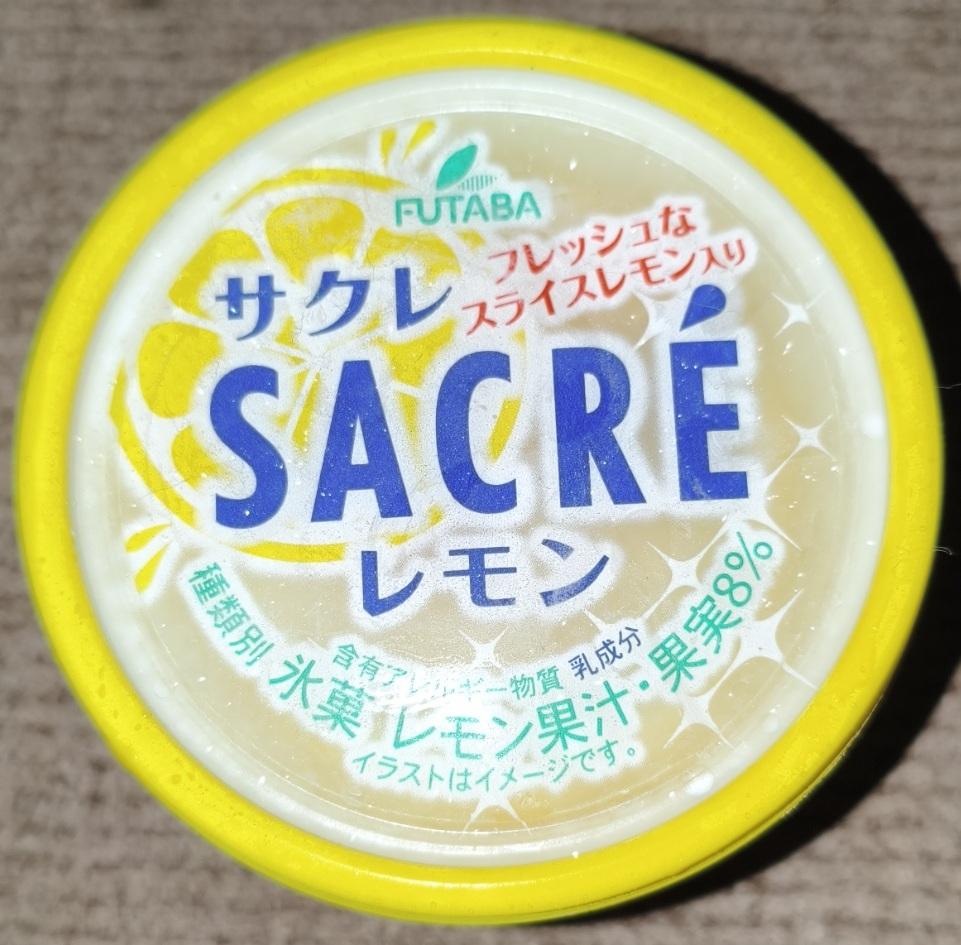 FUTABA
フレッシュな
スライスレモン入り
サクレ
SACRÉ
レモン
含有アレルギー物質 乳成分
種類別 氷菓 レモン果汁・果実8%
イラストはイメージです。